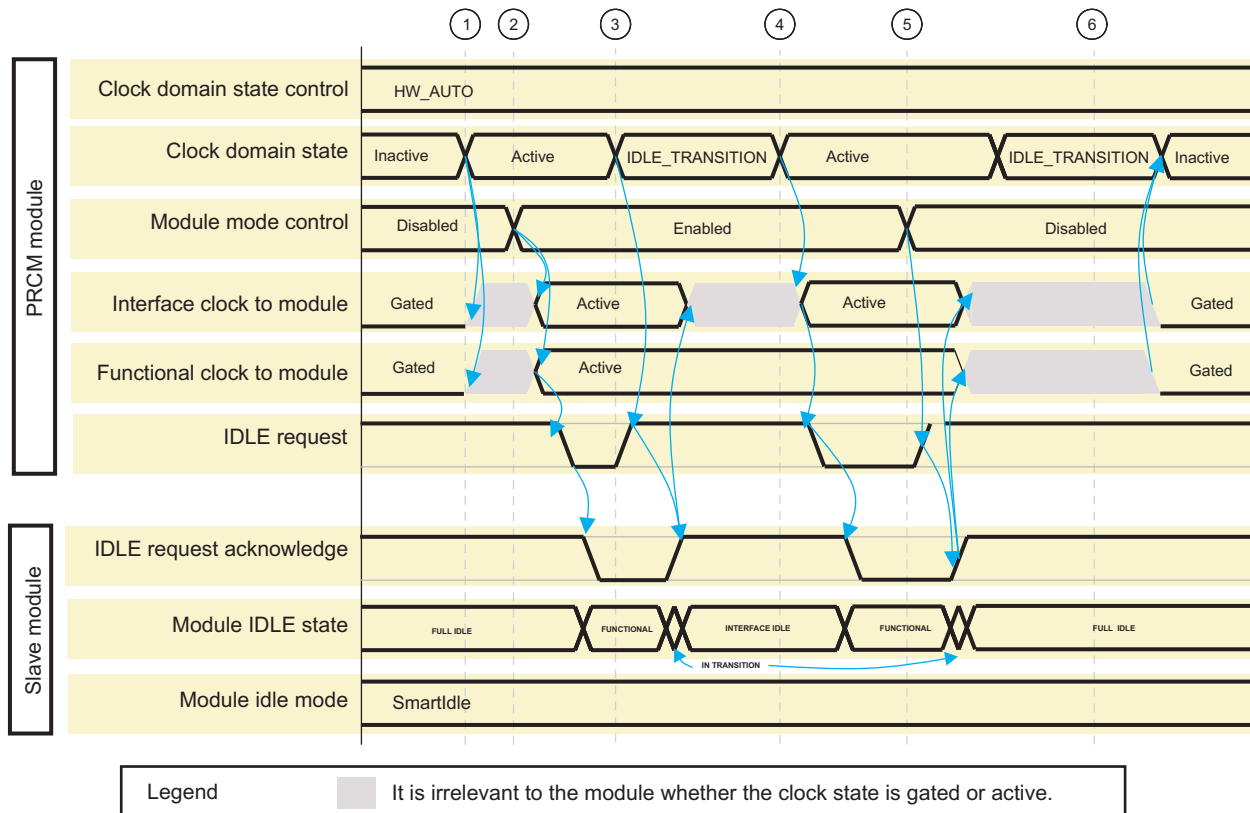 1 2 3 4 5 6
PRCM module
Clock domain state control
HW_AUTO
Clock domain state
Inactive Active IDLE_TRANSITION Active IDLE_TRANSITION Inactive
Module mode control
Disabled Enabled Disabled
Interface clock to module
Gated Active Active Gated
Functional clock to module
Gated Active Gated
IDLE request
Slave module
IDLE request acknowledge
Module IDLE state
FULL IDLE FUNCTIONAL INTERFACE IDLE FUNCTIONAL FULL IDLE
IN TRANSITION
Module idle mode
SmartIdle
Legend It is irrelevant to the module whether the clock state is gated or active.